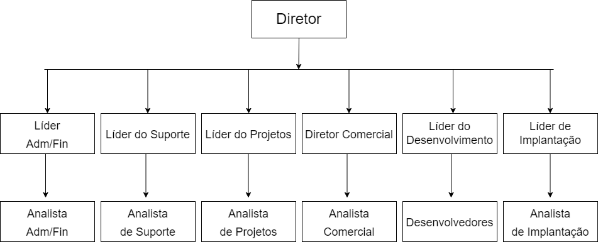 Diretor
Líder
Adm/Fin
Líder do Suporte
Líder do Projetos
Diretor Comercial
Líder do
Desenvolvimento
Líder de
Implantação
Analista
Adm/Fin
Analista
de Suporte
Analista
de Projetos
Analista
Comercial
Desenvolvedores
Analista
de Implantação